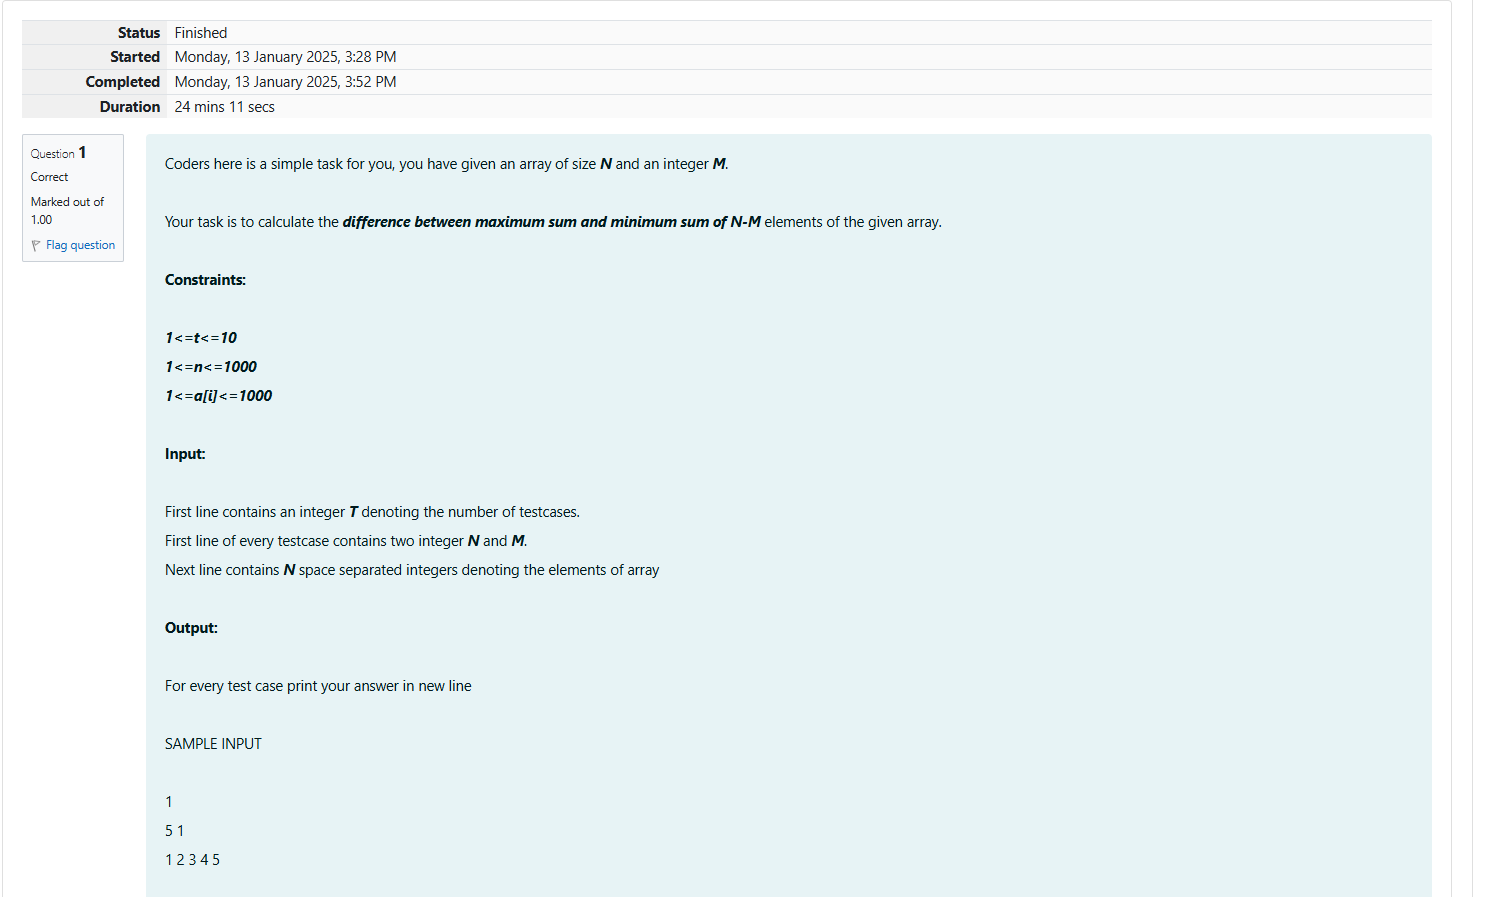 Status Finished
Started Monday, 13 January 2025, 3:28 PM
Completed Monday, 13 January 2025, 3:52 PM
Duration 24 mins 11 secs
Question 1
Correct
Marked out of
1.00
Flag question
Coders here is a simple task for you, you have given an array of size N and an integer M.
Your task is to calculate the difference between maximum sum and minimum sum of N-M elements of the given array.
Constraints:
1<=t<=10
1<=n<=1000
1<=a[i]<=1000
Input:
First line contains an integer T denoting the number of testcases.
First line of every testcase contains two integer N and M.
Next line contains N space separated integers denoting the elements of array
Output:
For every test case print your answer in new line
SAMPLE INPUT
1
5 1
1 2 3 4 5